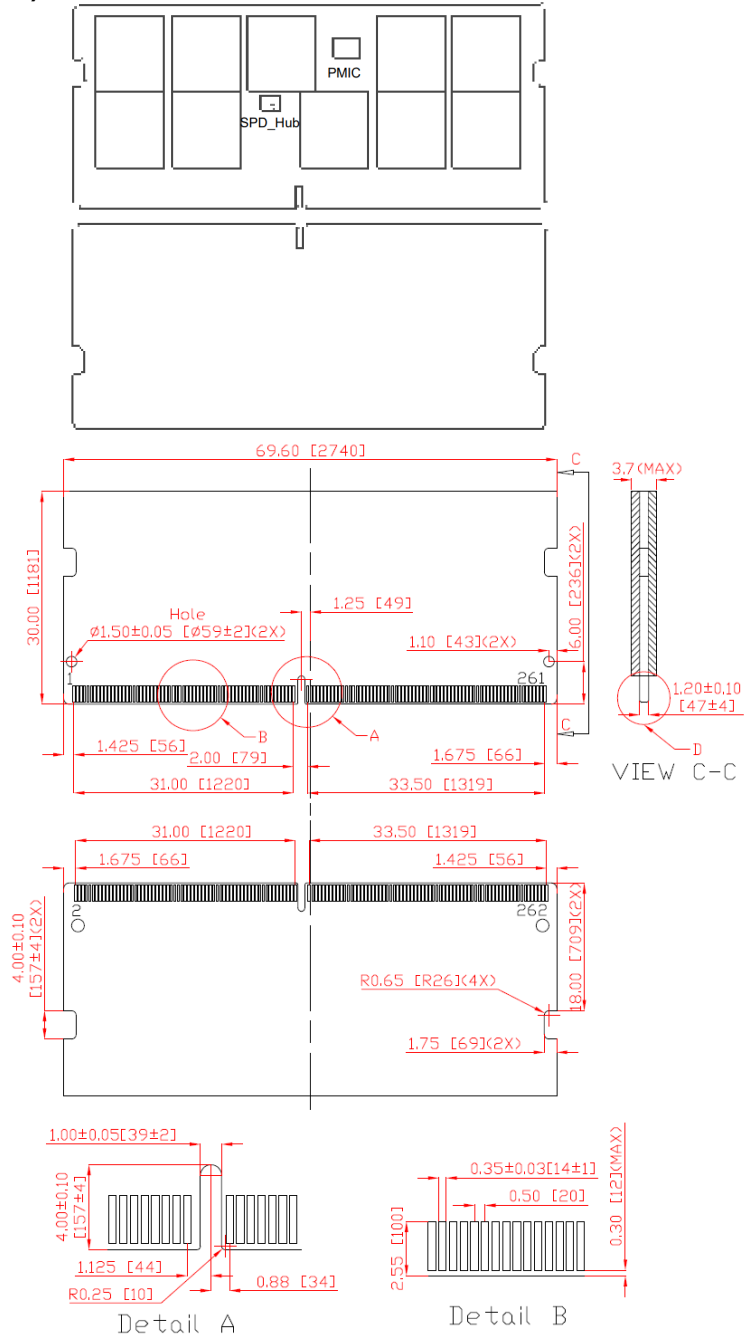 PMIC
SPD_Hub
69.60 [2740]
C
3.7(MAX)
30.00 [1181]
6.00 [236](2X)
1.25 [49]
Hole
ø1.50±0.05 [ø59±2](2X)
1.10 [43](2X)
1
261
1.20±0.10
[47±4]
B
A
C
D
1.425 [56]
2.00 [79]
1.675 [66]
VIEW C-C
31.00 [1220]
33.50 [1319]
31.00 [1220]
33.50 [1319]
1.675 [66]
1.425 [56]
2
262
4.00±0.10
[157±4](2X)
18.00 [709](2X)
R0.65 [R26](4X)
1.75 [69](2X)
1.00±0.05[39±2]
0.35±0.03[14±1]
0.50 [20]
0.30 [12](MAX)
4.00±0.10
[157±4]
2.55 [100]
1.125 [44]
0.88 [34]
R0.25 [10]
Detail A
Detail B